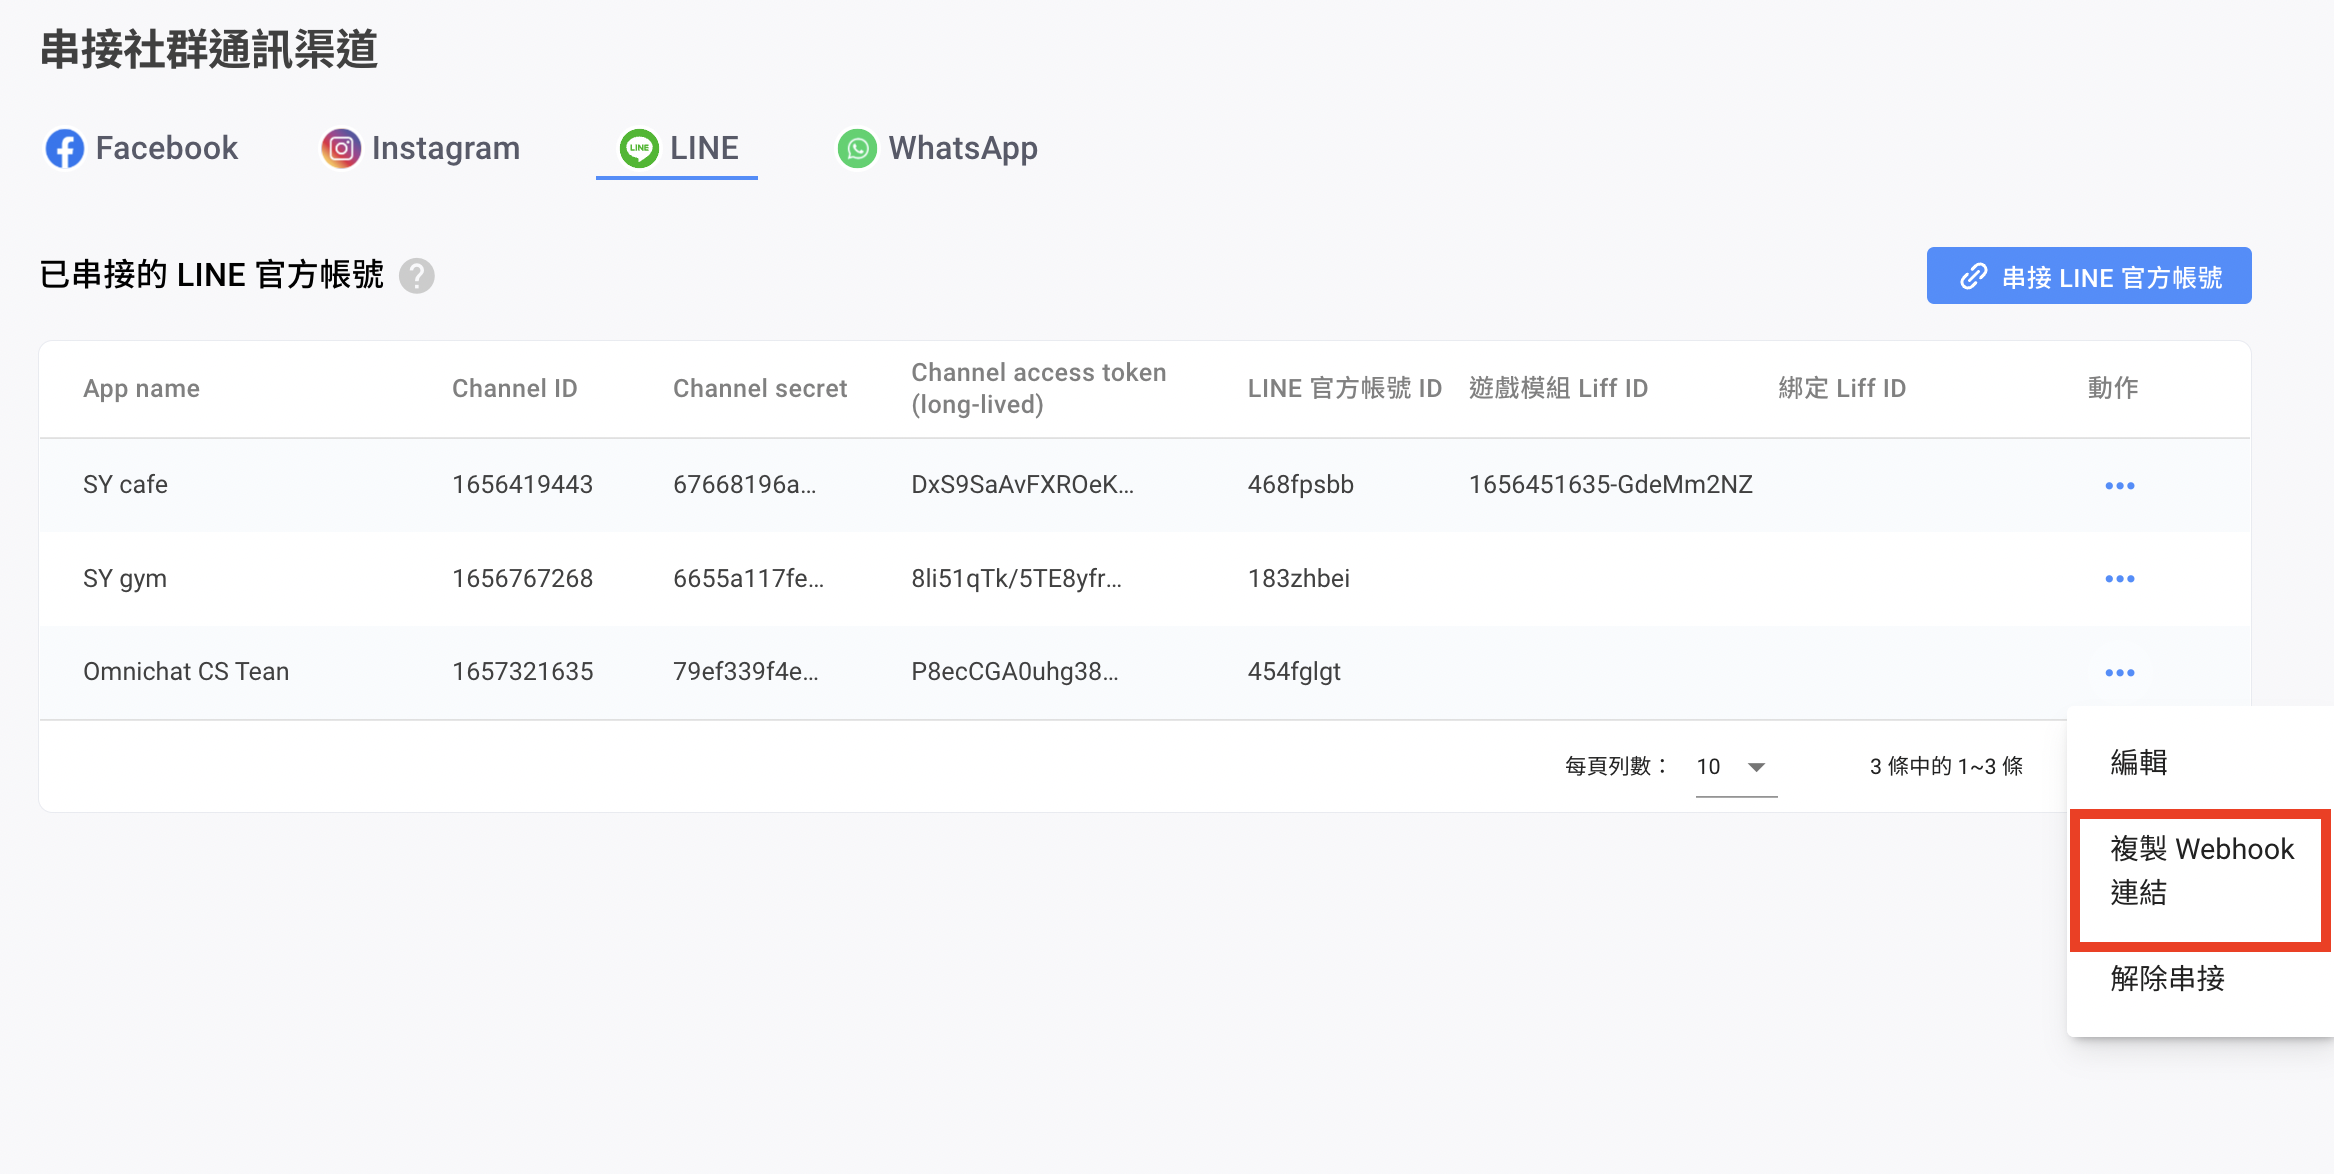 串接社群通訊渠道
Facebook Instagram LINE LINE WhatsApp
已串接的 LINE 官方帳號 ?
串接 LINE 官方帳號
App name Channel ID Channel secret Channel access token (long-lived) LINE 官方帳號 ID 遊戲模組 Liff ID 綁定 Liff ID 動作
SY cafe 1656419443 67668196a... DxS9SaAvFXROeK... 468fpsbb 1656451635-GdeMm2NZ
SY gym 1656767268 6655a117fe... 8li51qTk/5TE8yfr... 183zhbei
Omnichat CS Tean 1657321635 79ef339f4e... P8ecCGA0uhg38... 454fglgt
每頁列數： 10 3 條中的 1~3 條
編輯
複製 Webhook
連結
解除串接